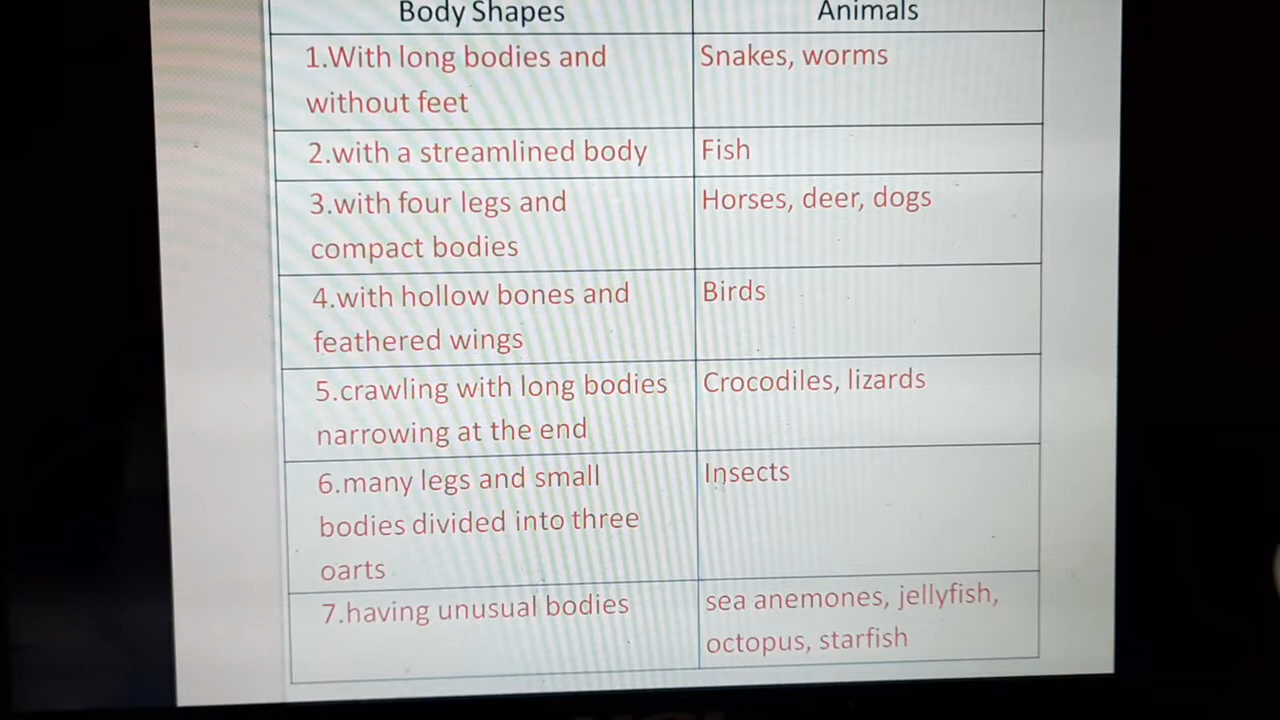 Body Shapes
Animals
1.With long bodies and
without feet
Snakes, worms
2.with a streamlined body
Fish
3.with four legs and
compact bodies
Horses, deer, dogs
4.with hollow bones and
feathered wings
Birds
5.crawling with long bodies
narrowing at the end
Crocodiles, lizards
6.many legs and small
bodies divided into three
oarts
Insects
7.having unusual bodies
sea anemones, jellyfish,
octopus, starfish